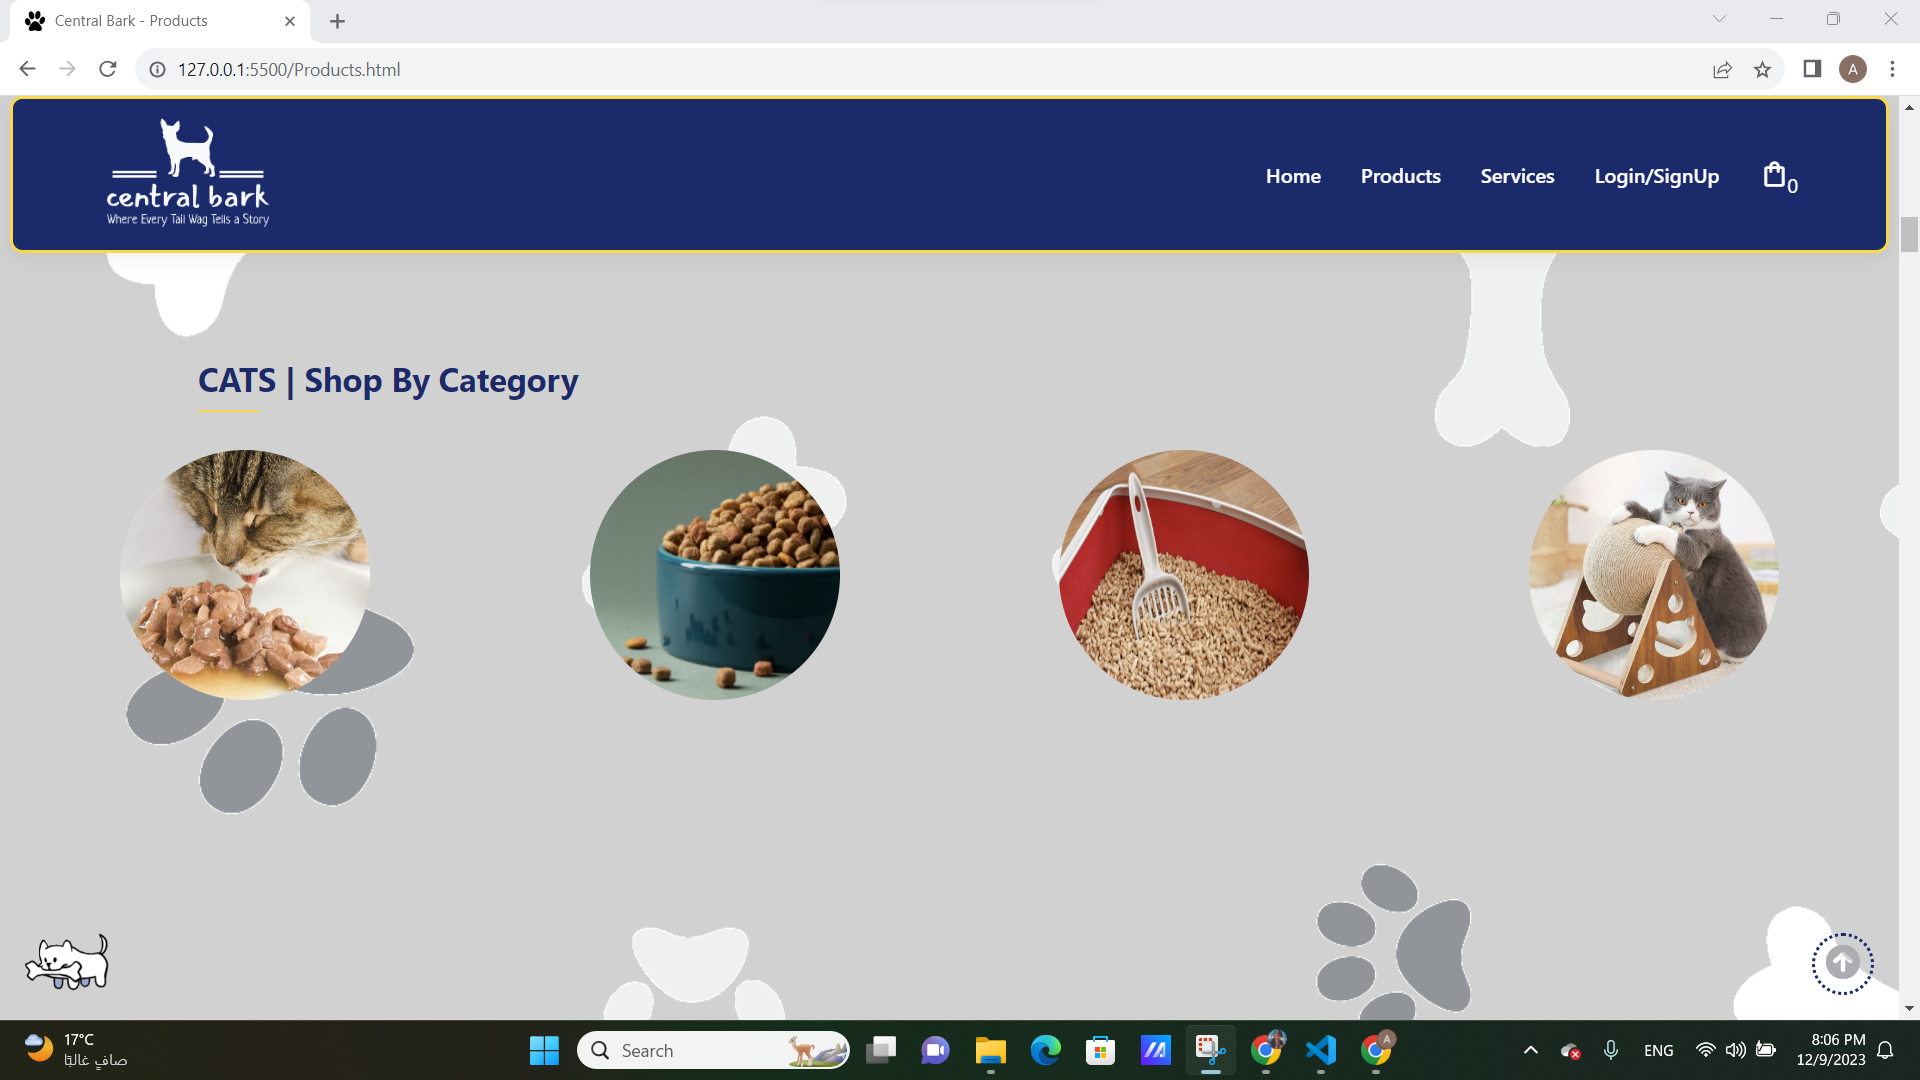 Central Bark - Products
127.0.0.1:5500/Products.html
A
central bark
Where Every Tail Wag Tells a Story
Home
Products
Services
Login/SignUp
0
CATS | Shop By Category
17°C
صافٍ غالبًا
Search
A
ENG
8:06 PM
12/9/2023